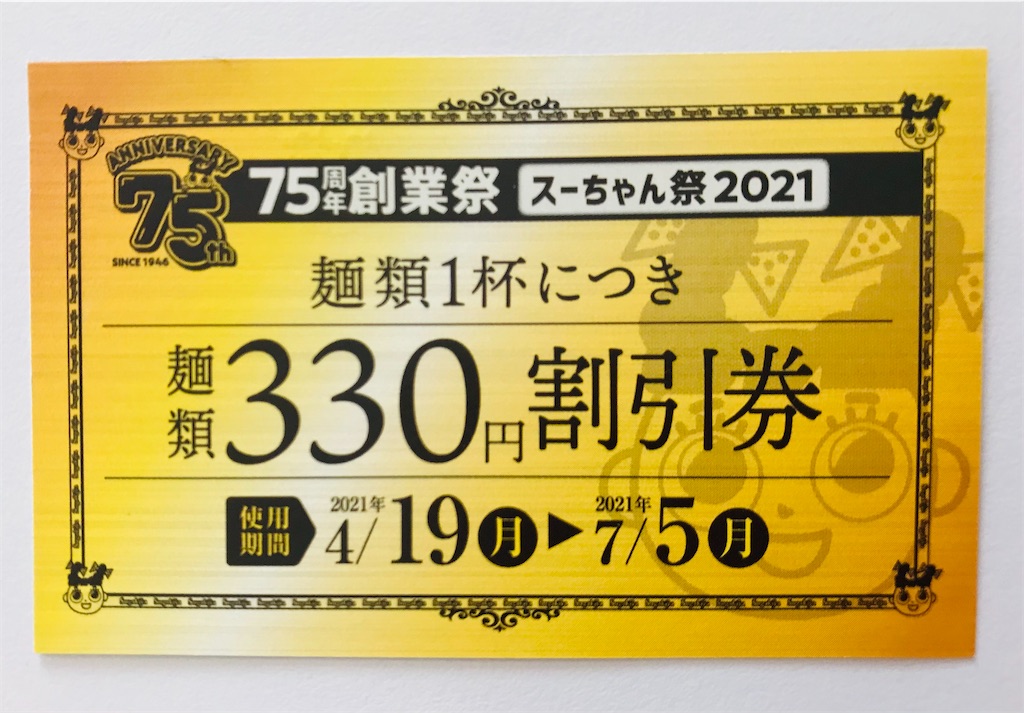 ANNIVERSARY
75th
SINCE 1946
75周年創業祭 スーちゃん祭2021
麺類1杯につき
麺類330円割引券
使用期間 2021年4/19月▶2021年7/5月